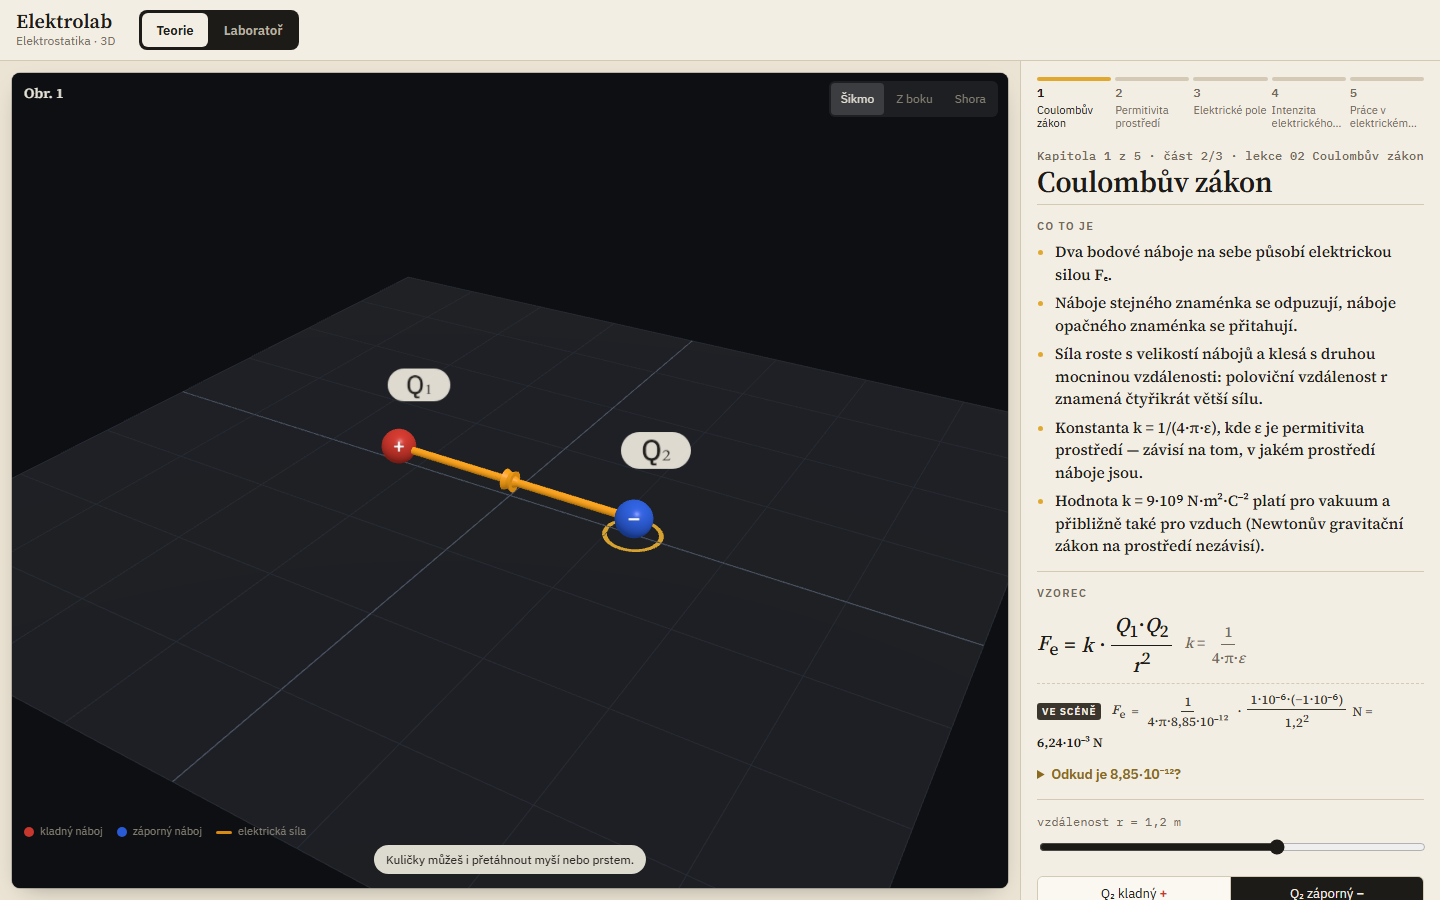 Elektrolab
Elektrostatika · 3D
Teorie
Laboratoř
Obr. 1
Šikmo
Z boku
Shora
Q₁
+
Q₂
−
kladný náboj
záporný náboj
elektrická síla
Kuličky můžeš i přetáhnout myší nebo prstem.
1
Coulombův
zákon
2
Permitivita
prostředí
3
Elektrické pole
4
Intenzita
elektrického...
5
Práce v
elektrickém...
Kapitola 1 z 5 · část 2/3 · lekce 02 Coulombův zákon
Coulombův zákon
CO TO JE
Dva bodové náboje na sebe působí elektrickou
silou Fₑ.
Náboje stejného znaménka se odpuzují, náboje
opačného znaménka se přitahují.
Síla roste s velikostí nábojů a klesá s druhou
mocninou vzdálenosti: poloviční vzdálenost r
znamená čtyřikrát větší sílu.
Konstanta k = 1/(4·π·ε), kde ε je permitivita
prostředí — závisí na tom, v jakém prostředí
náboje jsou.
Hodnota k = 9·10⁹ N·m²·C⁻² platí pro vakuum a
přibližně také pro vzduch (Newtonův gravitační
zákon na prostředí nezávisí).
VZOREC
Fₑ = k · Q₁·Q₂ / r² k = 1 / 4·π·ε
VE SCÉNĚ Fₑ = 1 / 4·π·8,85·10⁻¹² · 1·10⁻⁶·(−1·10⁻⁶) / 1,2² N =
6,24·10⁻³ N
▶ Odkud je 8,85·10⁻¹²?
vzdálenost r = 1,2 m
Q₂ kladný +
Q₂ záporný −